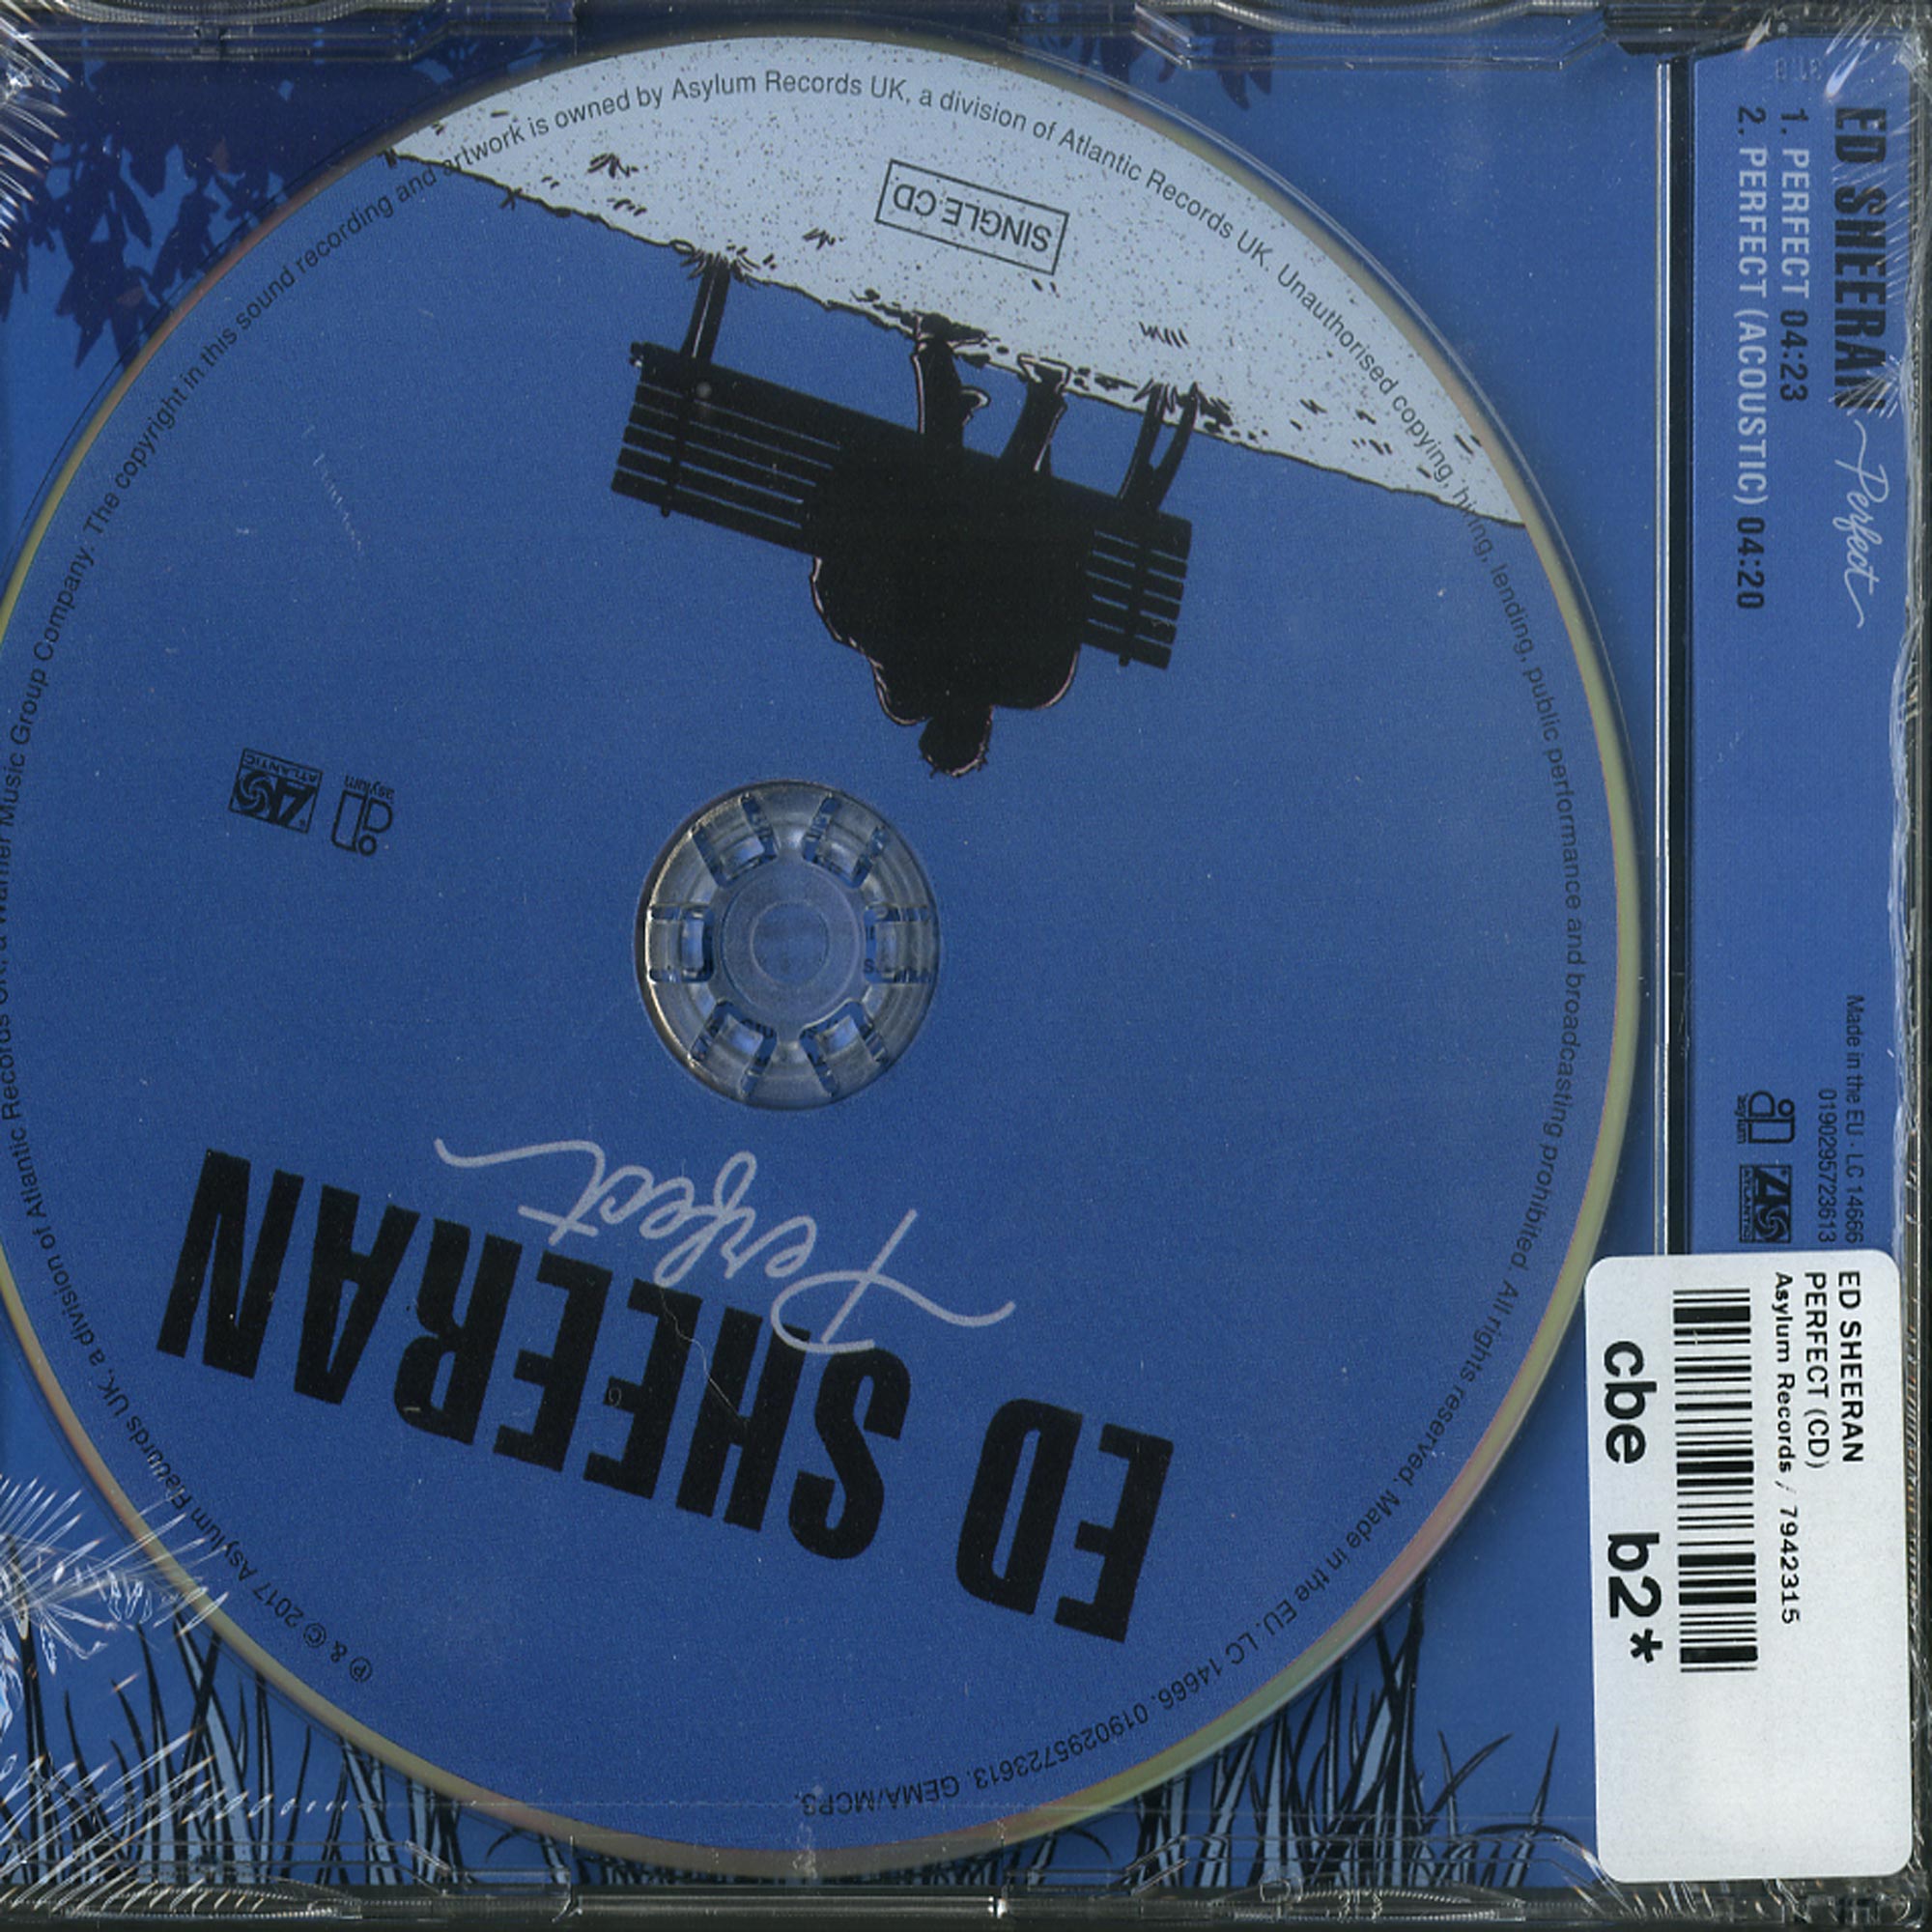 ED SHEERAN Perfect
1. PERFECT 04:23
2. PERFECT (ACOUSTIC) 04:20
Made in the EU · LC 14666
0190295723613
asylum
ATLANTIC
ED SHEERAN
PERFECT (CD)
Asylum Records / 7942315
cbe b2*
ED SHEERAN
Perfect
asylum
ATLANTIC
SINGLE CD
℗ & © 2017 Asylum Records UK, a division of Atlantic Records UK, a Warner Music Group Company. The copyright in this sound recording and artwork is owned by Asylum Records UK, a division of Atlantic Records UK. Unauthorised copying, hiring, lending, public performance and broadcasting prohibited. All rights reserved. Made in the EU. LC 14666. 0190295723613. GEMA/MCPS.